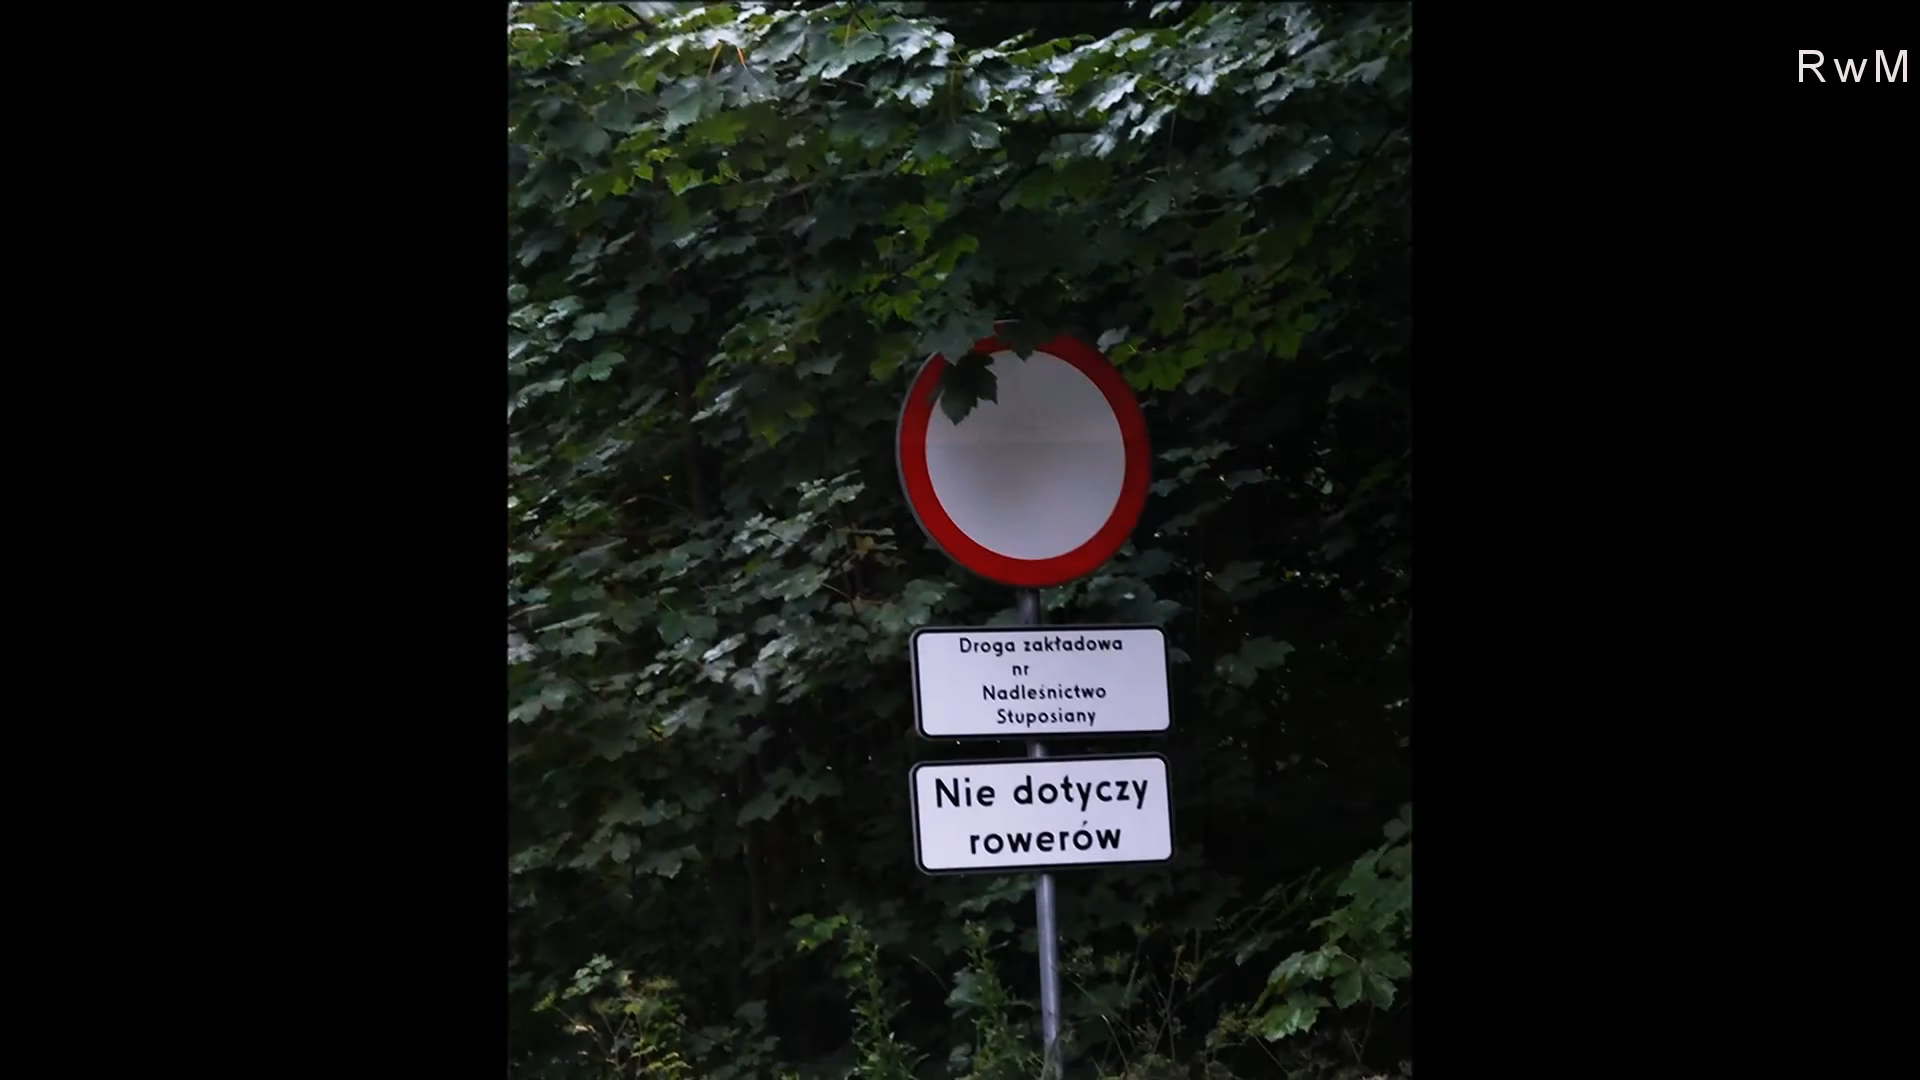 RwM
Droga zakładowa
nr
Nadleśnictwo
Stuposiany
Nie dotyczy
rowerów